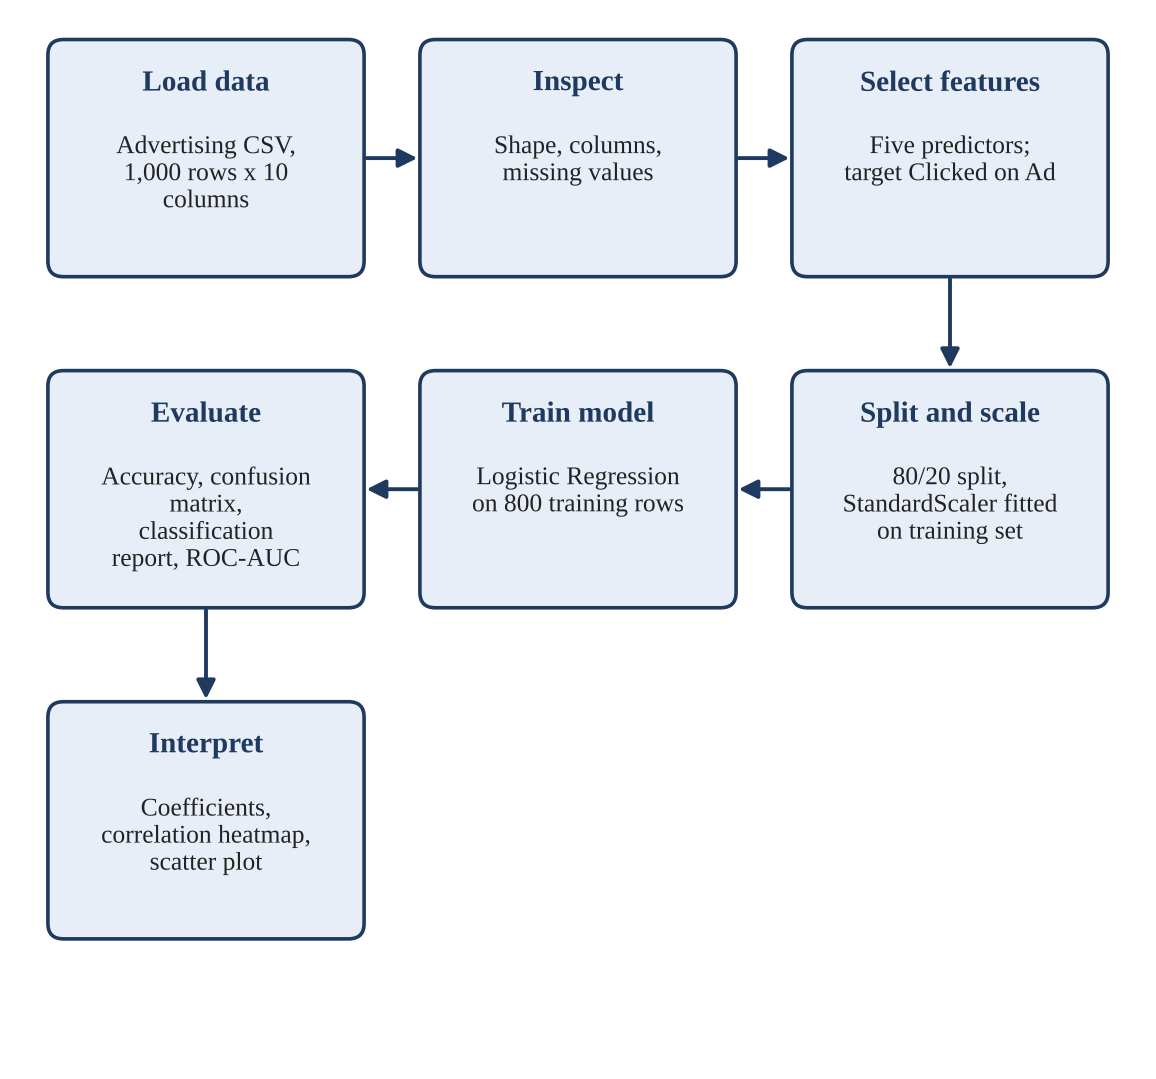 Load data
Advertising CSV,
1,000 rows x 10
columns
Inspect
Shape, columns,
missing values
Select features
Five predictors;
target Clicked on Ad
Split and scale
80/20 split,
StandardScaler fitted
on training set
Train model
Logistic Regression
on 800 training rows
Evaluate
Accuracy, confusion
matrix,
classification
report, ROC-AUC
Interpret
Coefficients,
correlation heatmap,
scatter plot